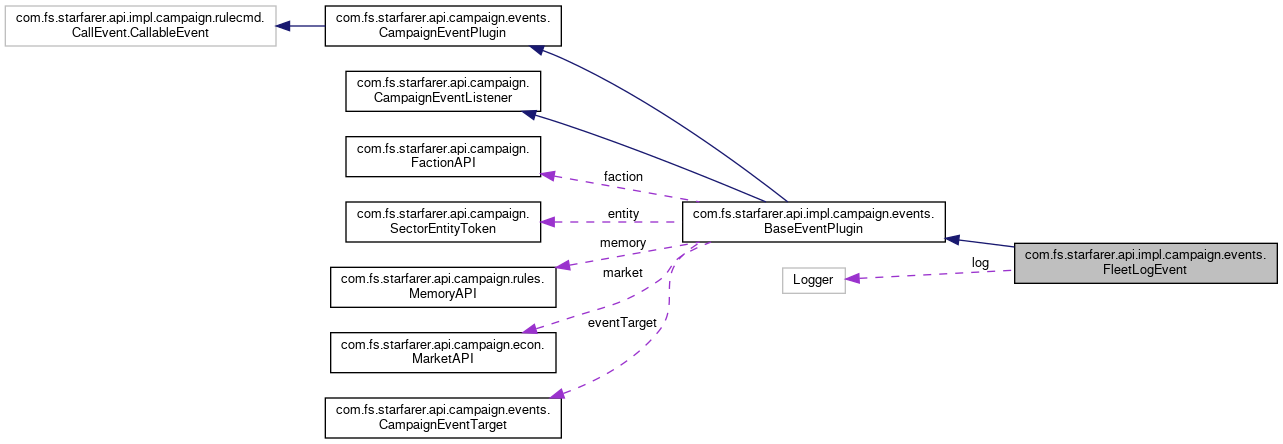 com.fs.starfarer.api.impl.campaign.rulecmd.
CallEvent.CallableEvent
com.fs.starfarer.api.campaign.events.
CampaignEventPlugin
com.fs.starfarer.api.campaign.
CampaignEventListener
com.fs.starfarer.api.campaign.
FactionAPI
faction
com.fs.starfarer.api.campaign.
SectorEntityToken
entity
com.fs.starfarer.api.impl.campaign.events.
BaseEventPlugin
com.fs.starfarer.api.campaign.rules.
MemoryAPI
memory
market
com.fs.starfarer.api.campaign.econ.
MarketAPI
eventTarget
com.fs.starfarer.api.campaign.events.
CampaignEventTarget
Logger
log
com.fs.starfarer.api.impl.campaign.events.
FleetLogEvent